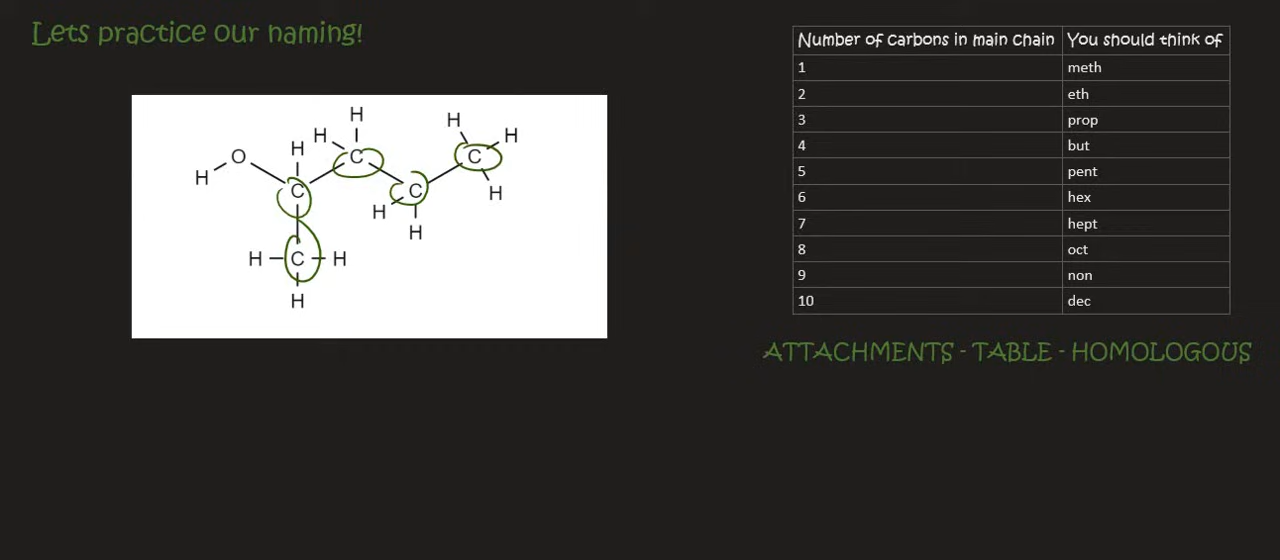 Lets practice our naming!
H
H
H
H
H
O
C
C
H
C
C
H
H
H
H
C
H
H
Number of carbons in main chain You should think of
1 meth
2 eth
3 prop
4 but
5 pent
6 hex
7 hept
8 oct
9 non
10 dec
ATTACHMENTS - TABLE - HOMOLOGOUS